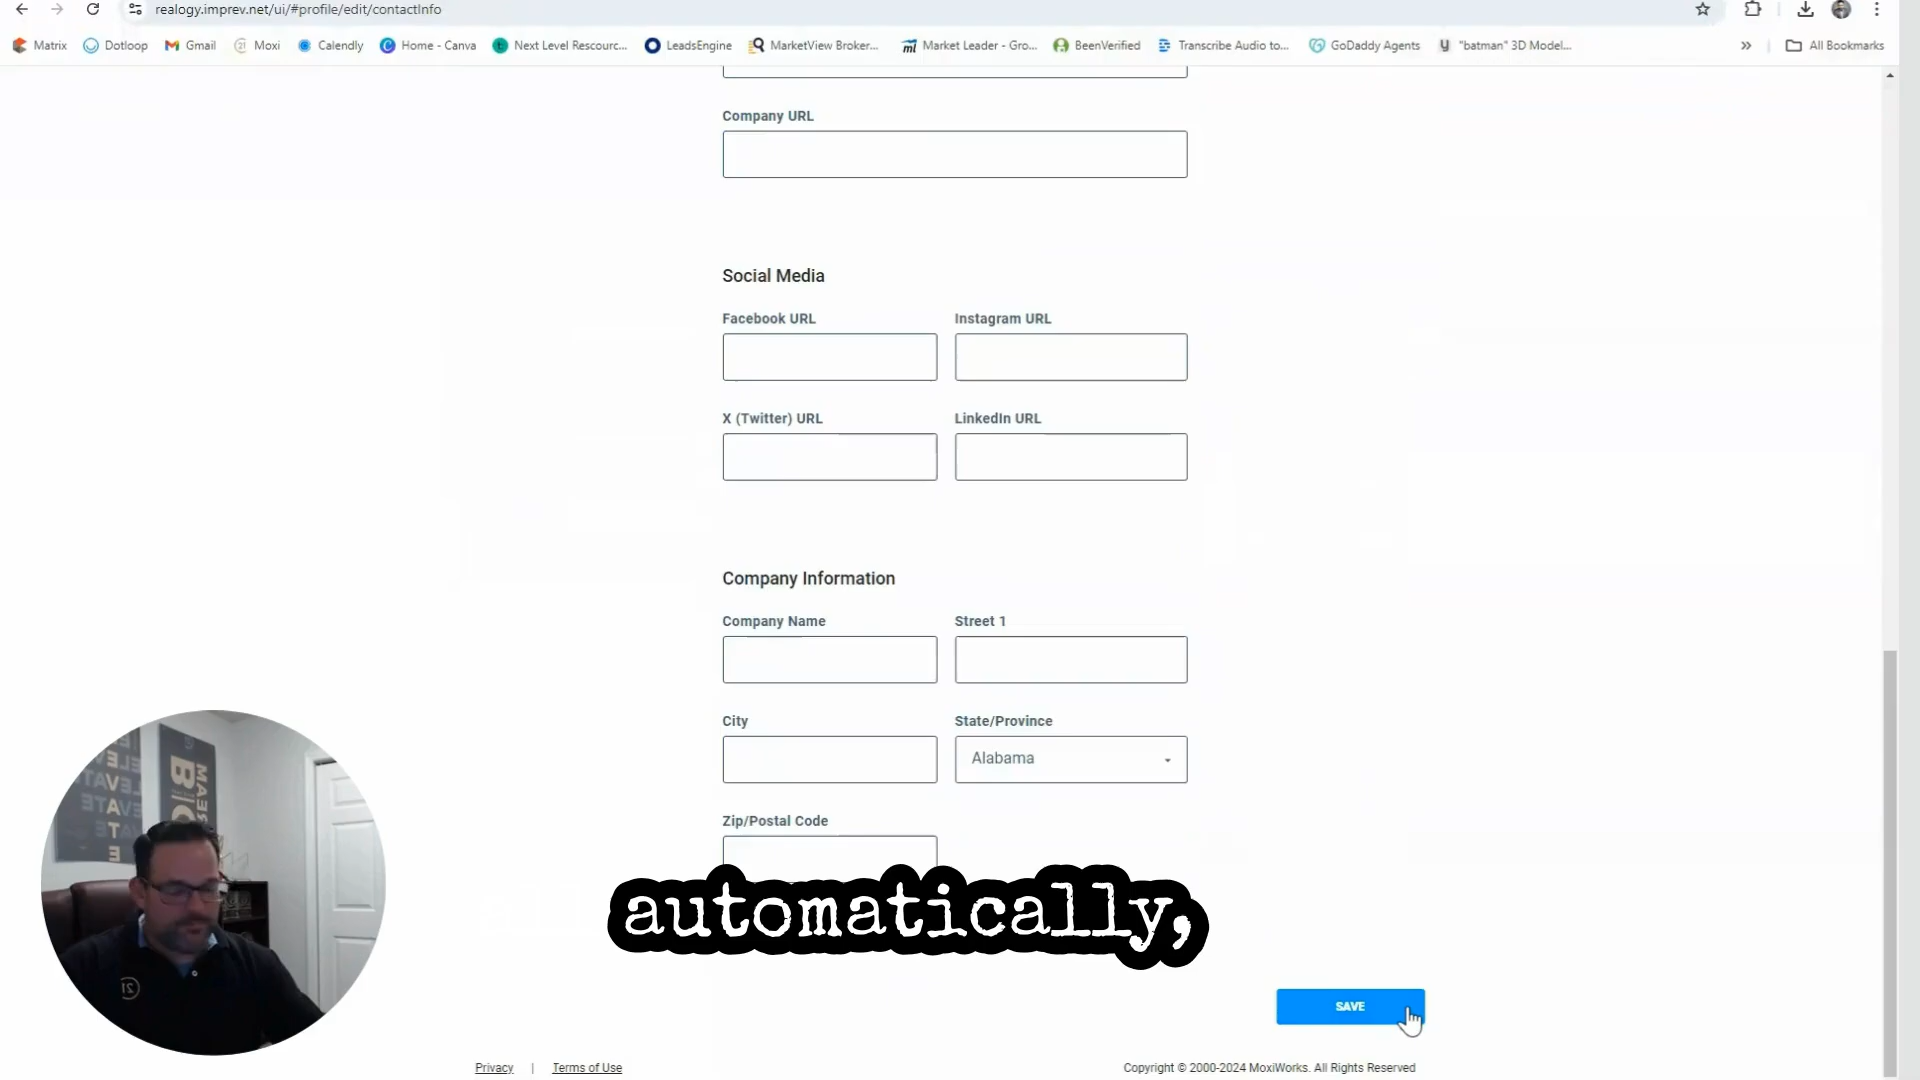 realogy.imprev.net/ui/#profile/edit/contactInfo
Matrix Dotloop Gmail Moxi Calendly Home - Canva Next Level Rescourc... LeadsEngine MarketView Broker... Market Leader - Gro... BeenVerified Transcribe Audio to... GoDaddy Agents "batman" 3D Model... » All Bookmarks
Company URL
Social Media
Facebook URL Instagram URL
X (Twitter) URL LinkedIn URL
Company Information
Company Name Street 1
City State/Province
Alabama
Zip/Postal Code
automatically,
SAVE
Privacy | Terms of Use Copyright © 2000-2024 MoxiWorks. All Rights Reserved